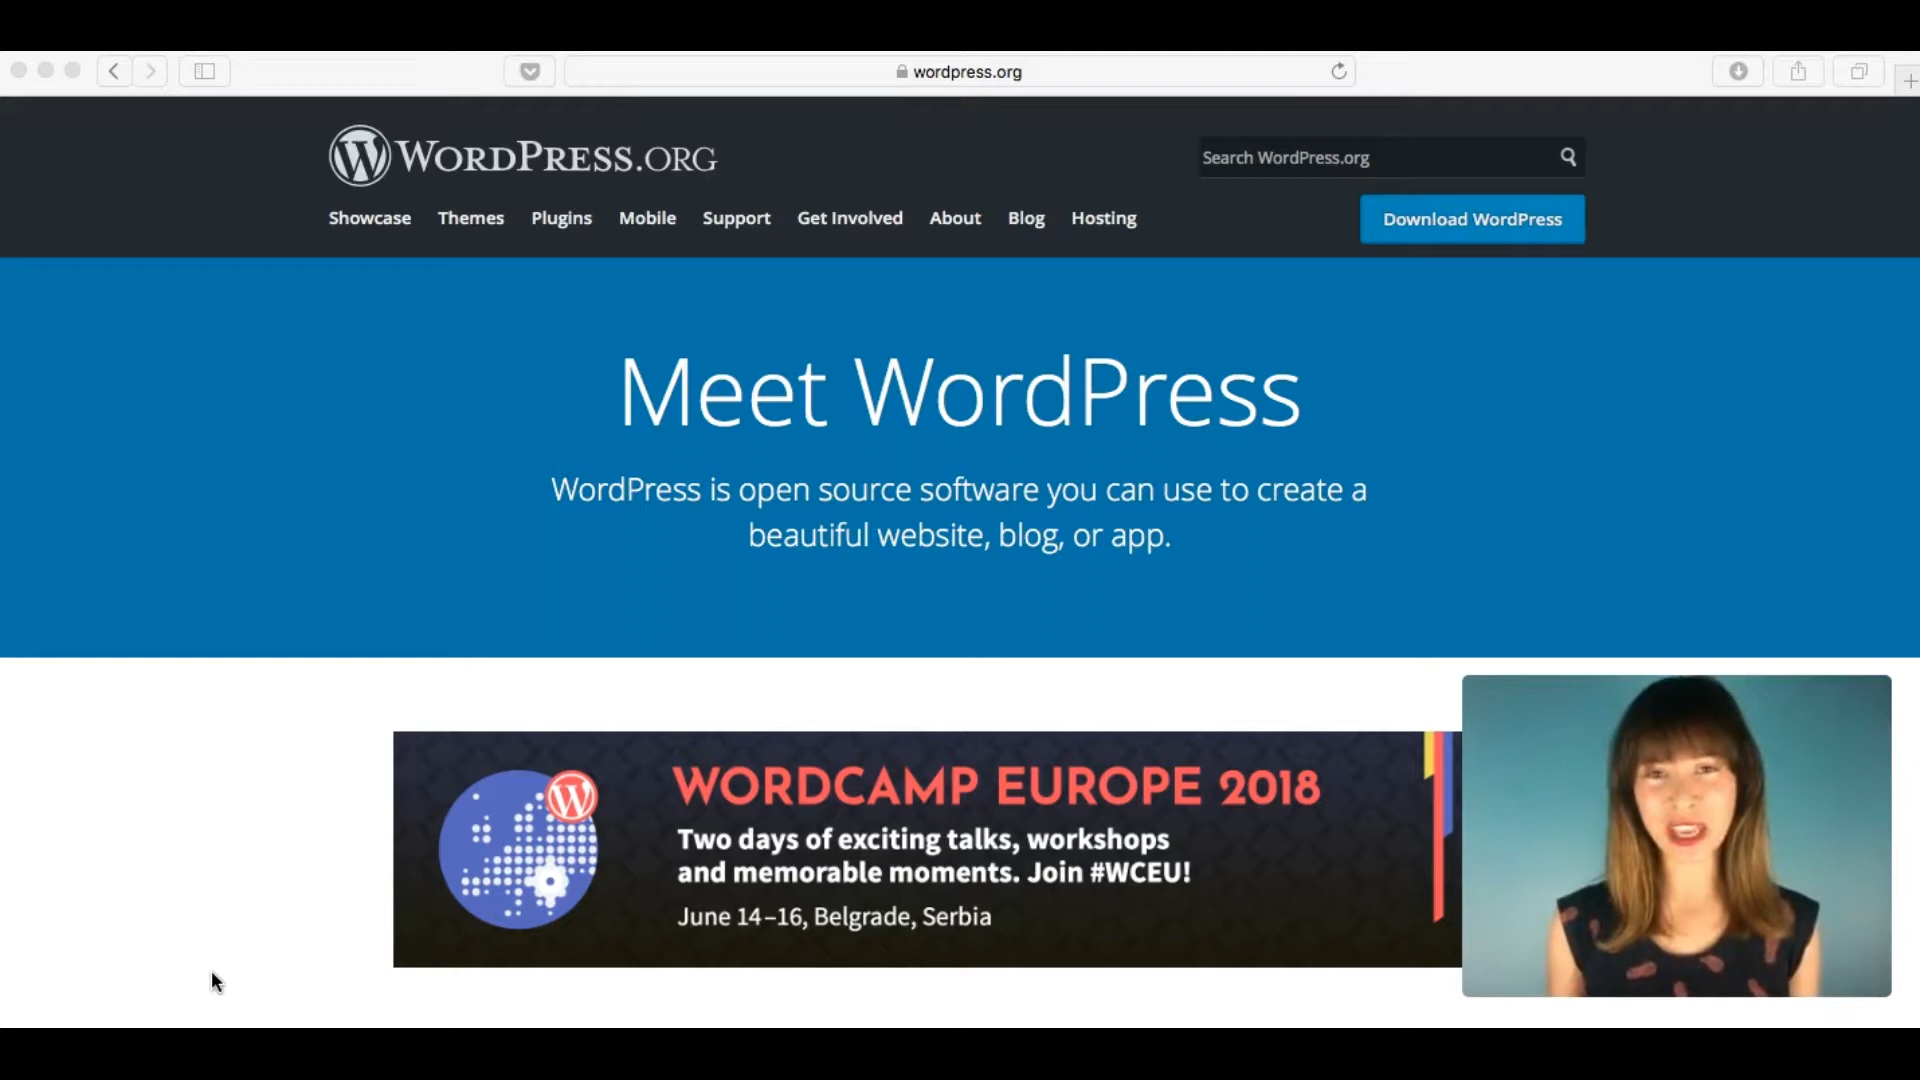 wordpress.org
WORDPRESS.ORG
Search WordPress.org
Showcase Themes Plugins Mobile Support Get Involved About Blog Hosting
Download WordPress
Meet WordPress
WordPress is open source software you can use to create a
beautiful website, blog, or app.
WORDCAMP EUROPE 2018
Two days of exciting talks, workshops
and memorable moments. Join #WCEU!
June 14–16, Belgrade, Serbia